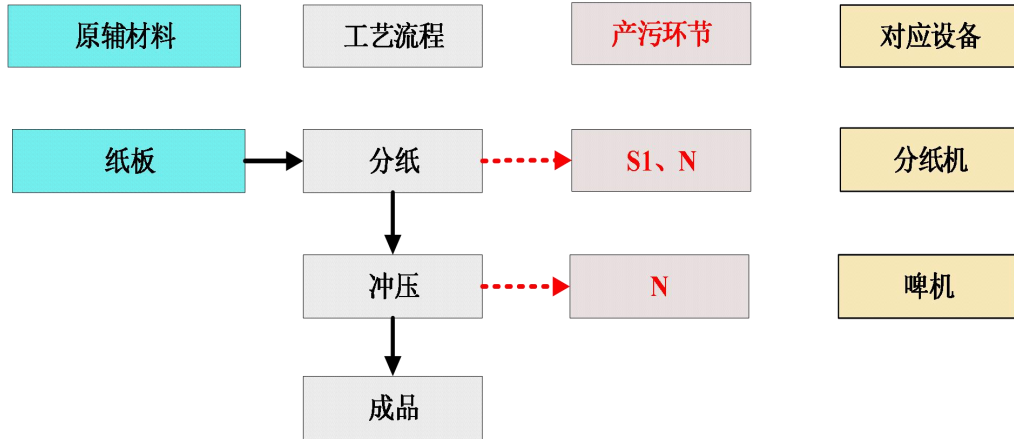 原辅材料 工艺流程 产污环节 对应设备
纸板 分纸 S1、N 分纸机
冲压 N 啤机
成品